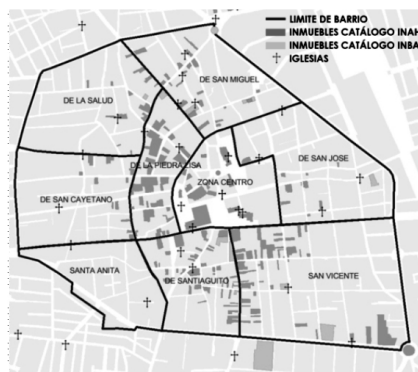 LIMITE DE BARRIO
INMUEBLES CATÁLOGO INAH
INMUEBLES CATÁLOGO INBA
IGLESIAS
DE SAN MIGUEL
DE LA SALUD
DE LA PIEDRA
DE SAN JOSE
ZONA CENTRO
DE SAN CAYETANO
SANTA ANITA
DE SANTIAGUITO
SAN VICENTE